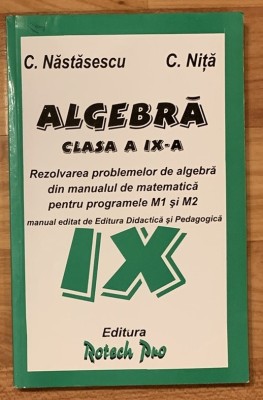 C. Năstăsescu C. Niță
ALGEBRĂ
CLASA A IX-A
Rezolvarea problemelor de algebră
din manualul de matematică
pentru programele M1 și M2
manual editat de Editura Didactică și Pedagogică
IX
Editura
Rotech Pro